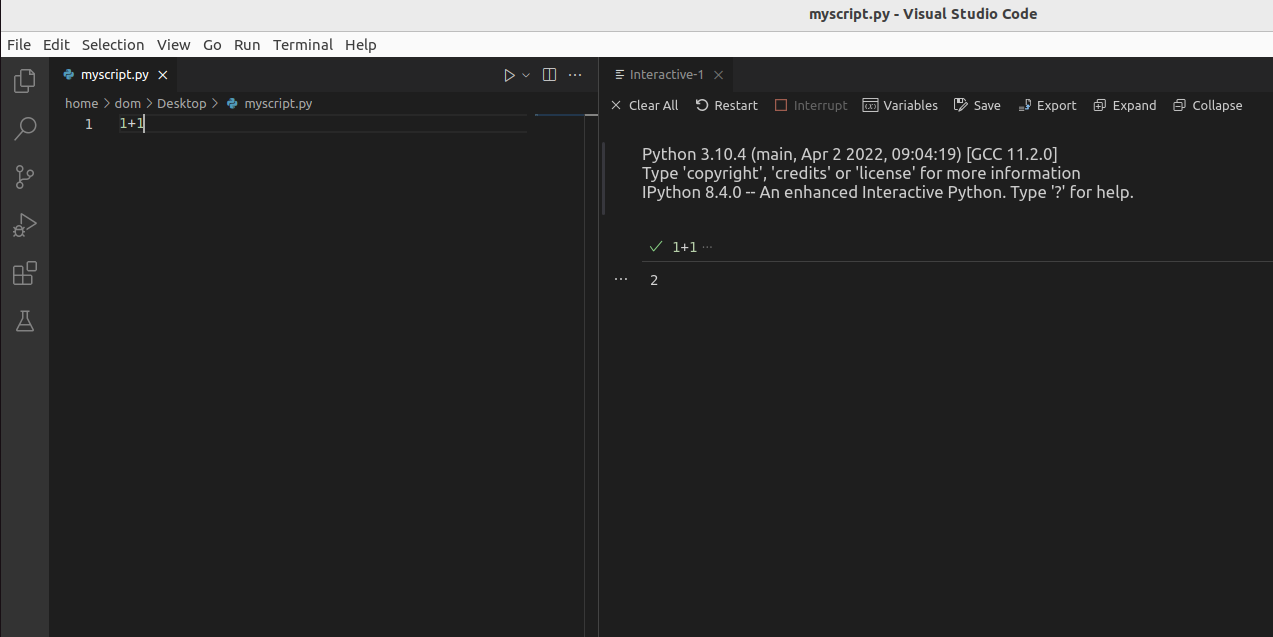 myscript.py - Visual Studio Code
File Edit Selection View Go Run Terminal Help
myscript.py
home > dom > Desktop > myscript.py
1 1+1
Interactive-1
Clear All Restart Interrupt Variables Save Export Expand Collapse
Python 3.10.4 (main, Apr 2 2022, 09:04:19) [GCC 11.2.0]
Type 'copyright', 'credits' or 'license' for more information
IPython 8.4.0 -- An enhanced Interactive Python. Type '?' for help.
1+1 ...
... 2